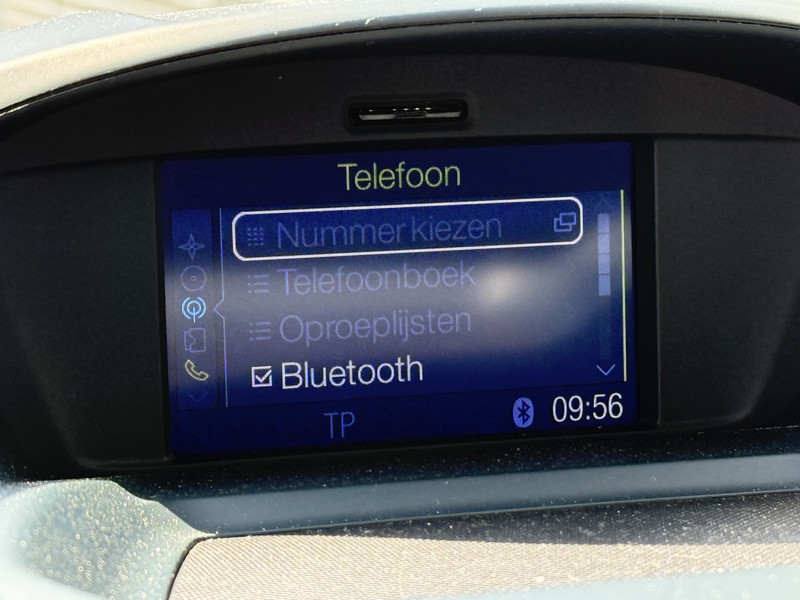 Telefoon
Nummer kiezen
Telefoonboek
Oproeplijsten
Bluetooth
TP
09:56